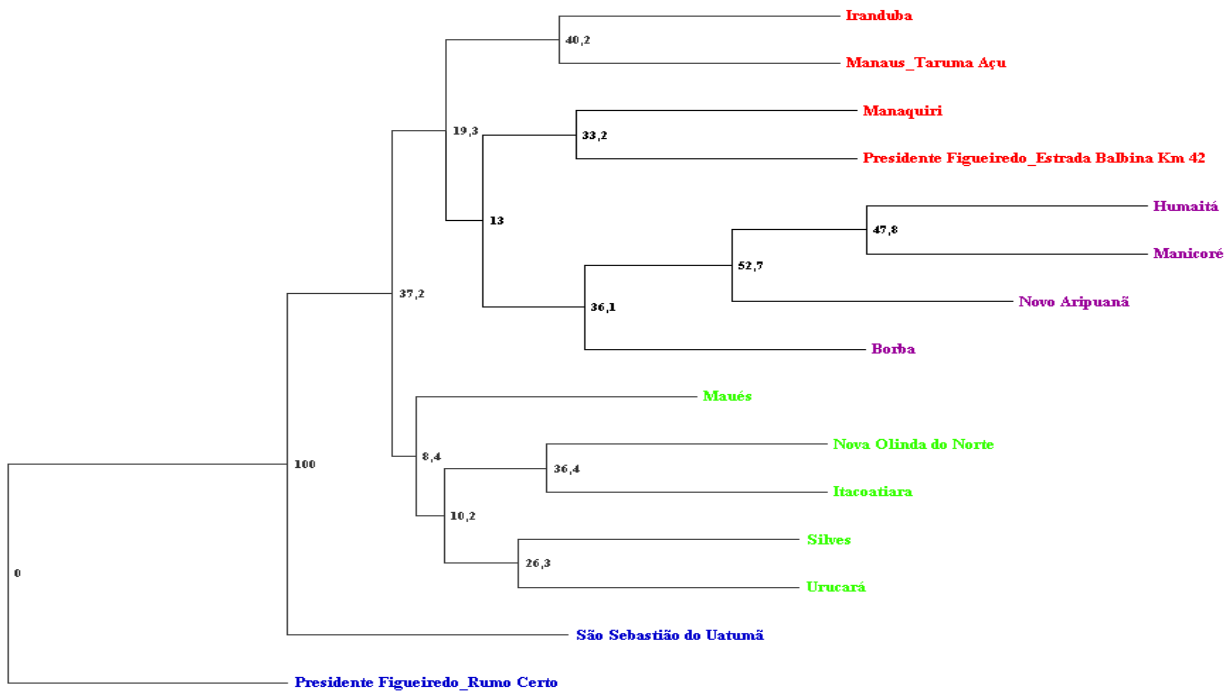 Iranduba
40,2
Manaus_Taruma Açu
Manaquiri
19,3
33,2
Presidente Figueiredo_Estrada Balbina Km 42
Humaitá
13
47,8
Manicoré
52,7
37,2
Novo Aripuanã
36,1
Borba
Maués
Nova Olinda do Norte
8,4
100
36,4
Itacoatiara
10,2
Silves
26,3
0
Urucará
São Sebastião do Uatumã
Presidente Figueiredo_Rumo Certo